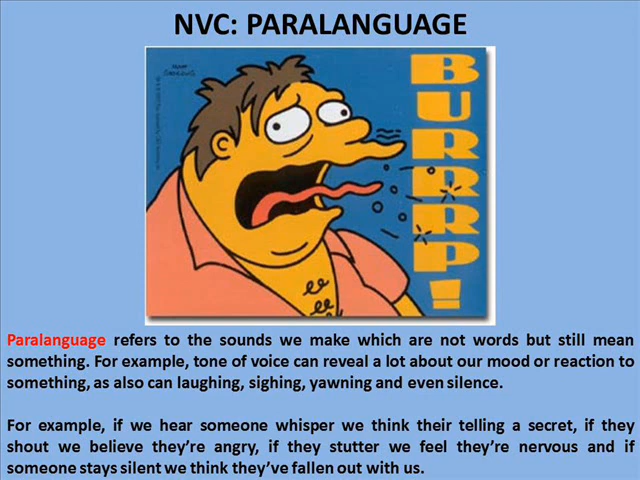 NVC: PARALANGUAGE
BURRRP!
Paralanguage refers to the sounds we make which are not words but still mean
something. For example, tone of voice can reveal a lot about our mood or reaction to
something, as also can laughing, sighing, yawning and even silence.
For example, if we hear someone whisper we think their telling a secret, if they
shout we believe they're angry, if they stutter we feel they're nervous and if
someone stays silent we think they've fallen out with us.